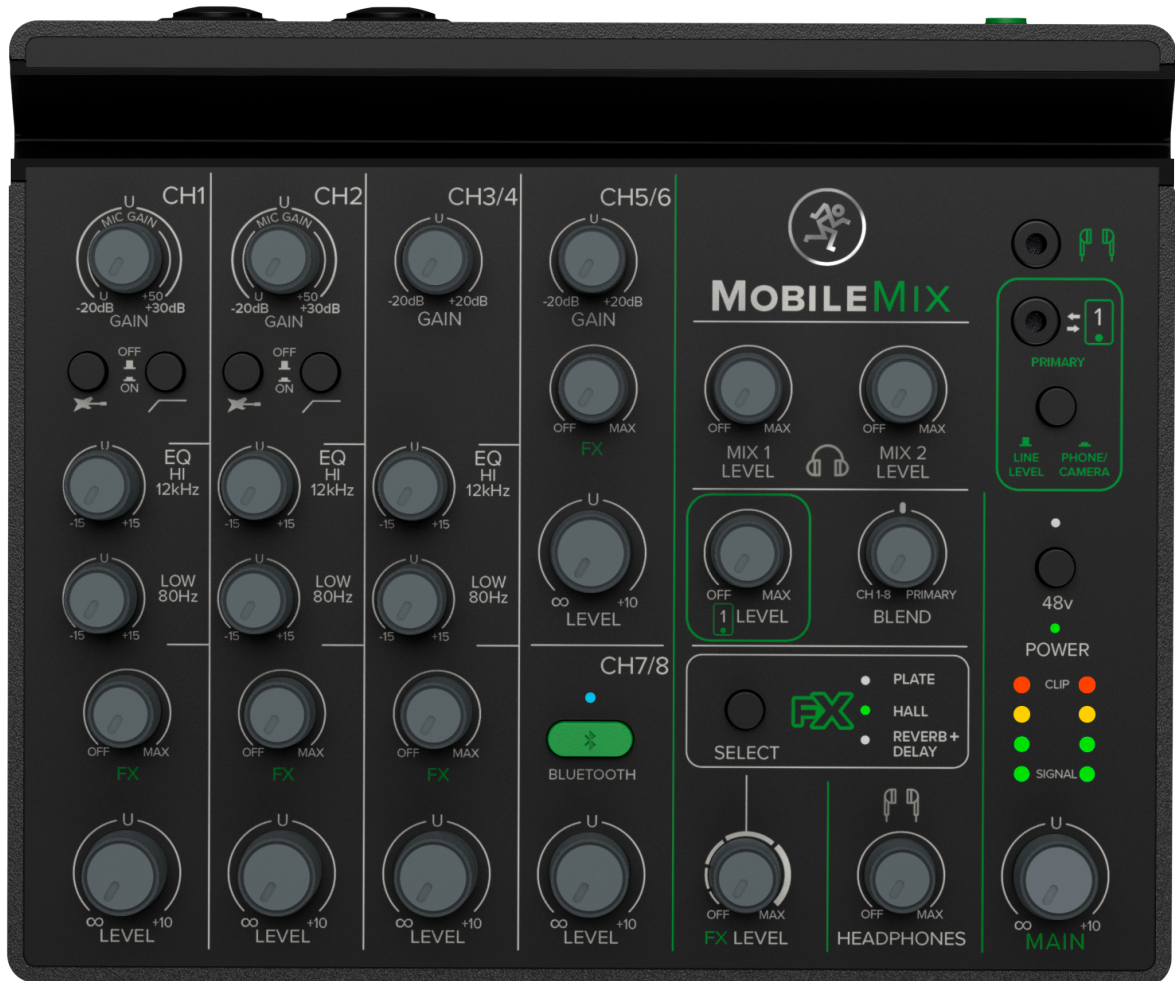 CH1
U
MIC GAIN
U +50
-20dB +30dB
GAIN
OFF
ON
U
EQ
HI
12kHz
-15 +15
U
LOW
80Hz
-15 +15
OFF MAX
FX
U
∞ +10
LEVEL
CH2
U
MIC GAIN
U +50
-20dB +30dB
GAIN
OFF
ON
U
EQ
HI
12kHz
-15 +15
U
LOW
80Hz
-15 +15
OFF MAX
FX
U
∞ +10
LEVEL
CH3/4
U
-20dB +20dB
GAIN
U
EQ
HI
12kHz
-15 +15
U
LOW
80Hz
-15 +15
OFF MAX
FX
U
∞ +10
LEVEL
CH5/6
U
-20dB +20dB
GAIN
OFF MAX
FX
U
∞ +10
LEVEL
CH7/8
BLUETOOTH
U
∞ +10
LEVEL
MOBILEMIX
OFF MAX
MIX 1
LEVEL
OFF MAX
MIX 2
LEVEL
OFF MAX
1 LEVEL
CH 1-8 PRIMARY
BLEND
SELECT
FX
PLATE
HALL
REVERB +
DELAY
OFF MAX
FX LEVEL
OFF MAX
HEADPHONES
1
PRIMARY
LINE
LEVEL
PHONE/
CAMERA
48v
POWER
CLIP
SIGNAL
U
∞ +10
MAIN